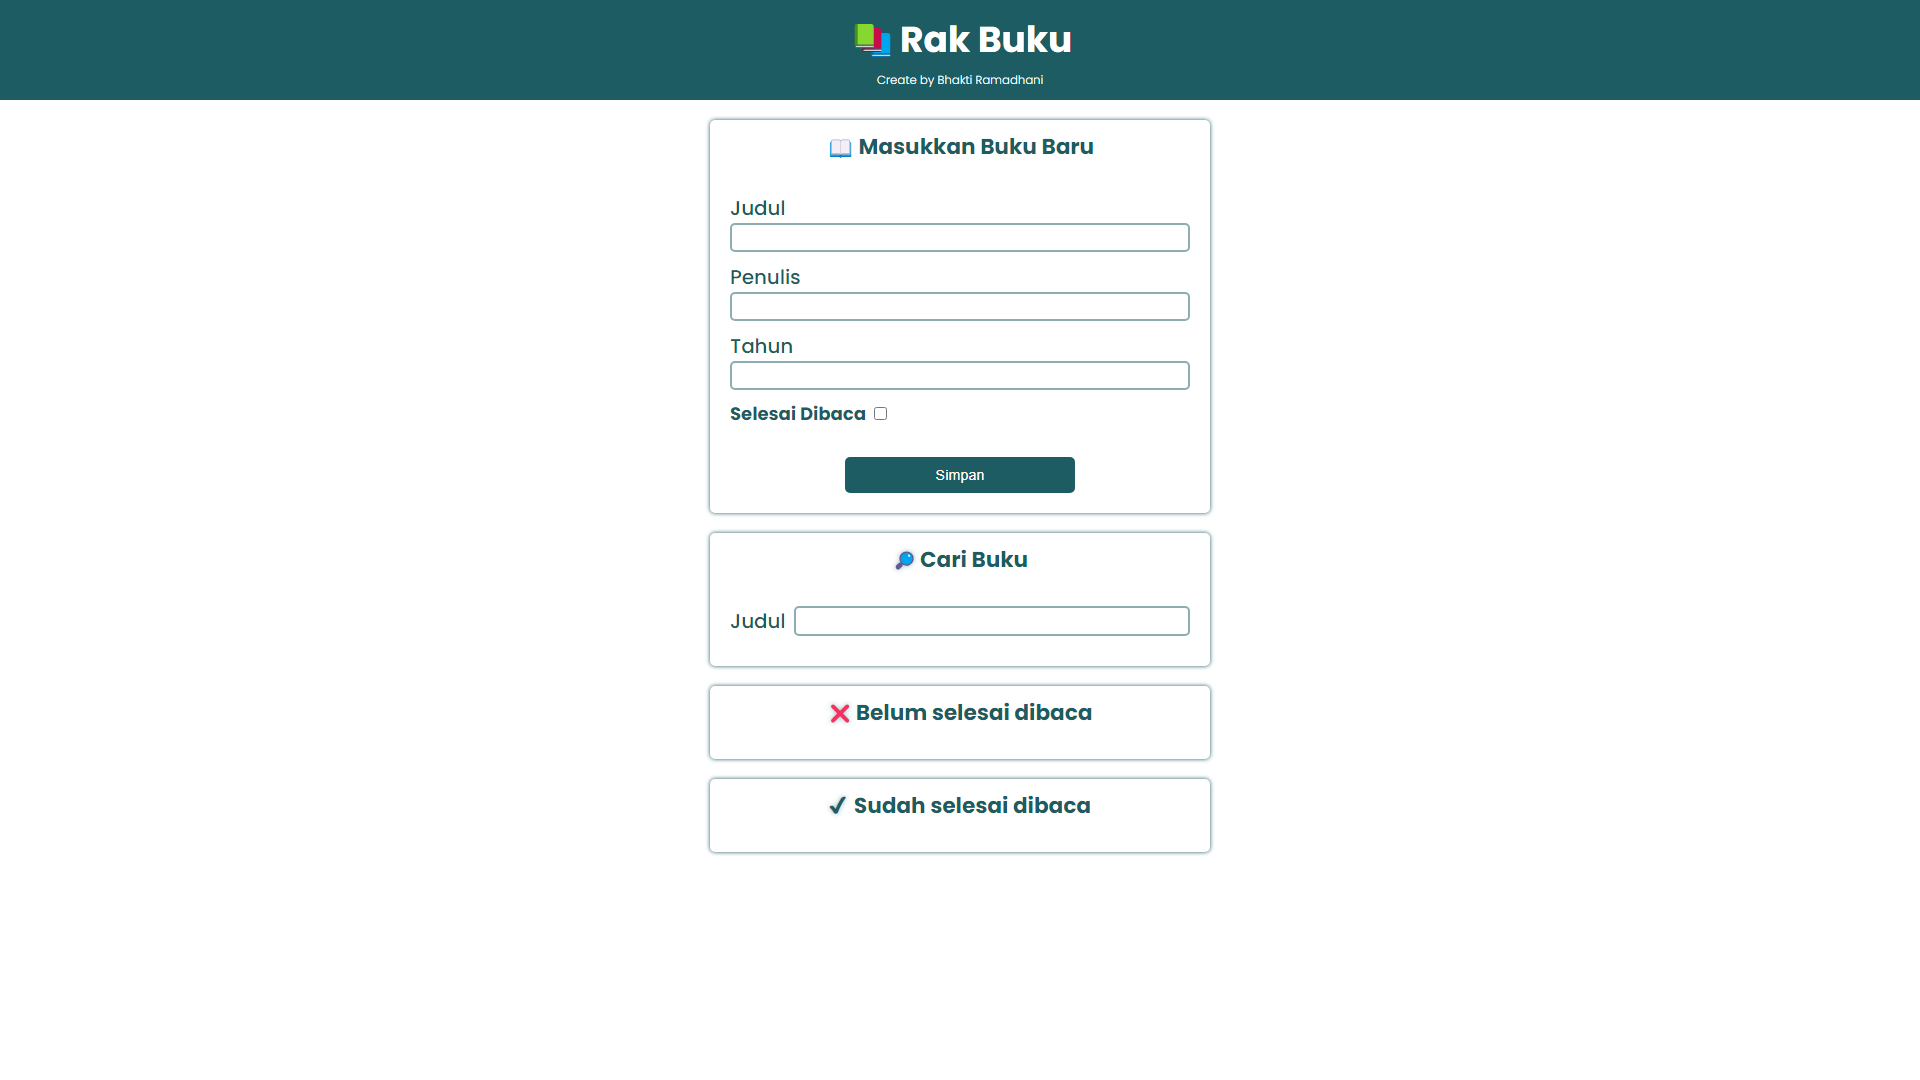 📚 Rak Buku
Create by Bhakti Ramadhani
📖 Masukkan Buku Baru
Judul
Penulis
Tahun
Selesai Dibaca
Simpan
🔎 Cari Buku
Judul
❌ Belum selesai dibaca
✔ Sudah selesai dibaca